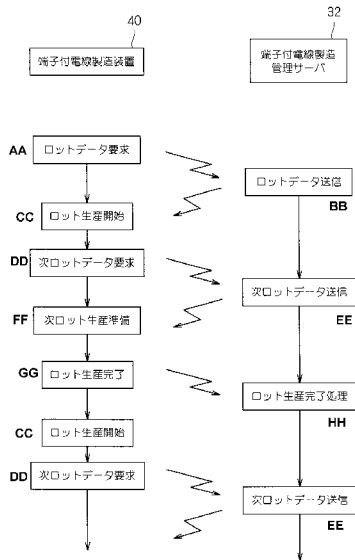 40
32
端子付電線製造装置
端子付電線製造
管理サーバ
AA ロットデータ要求
ロットデータ送信
BB
CC ロット生産開始
DD 次ロットデータ要求
次ロットデータ送信
EE
FF 次ロット生産準備
GG ロット生産完了
ロット生産完了処理
HH
CC ロット生産開始
DD 次ロットデータ要求
次ロットデータ送信
EE